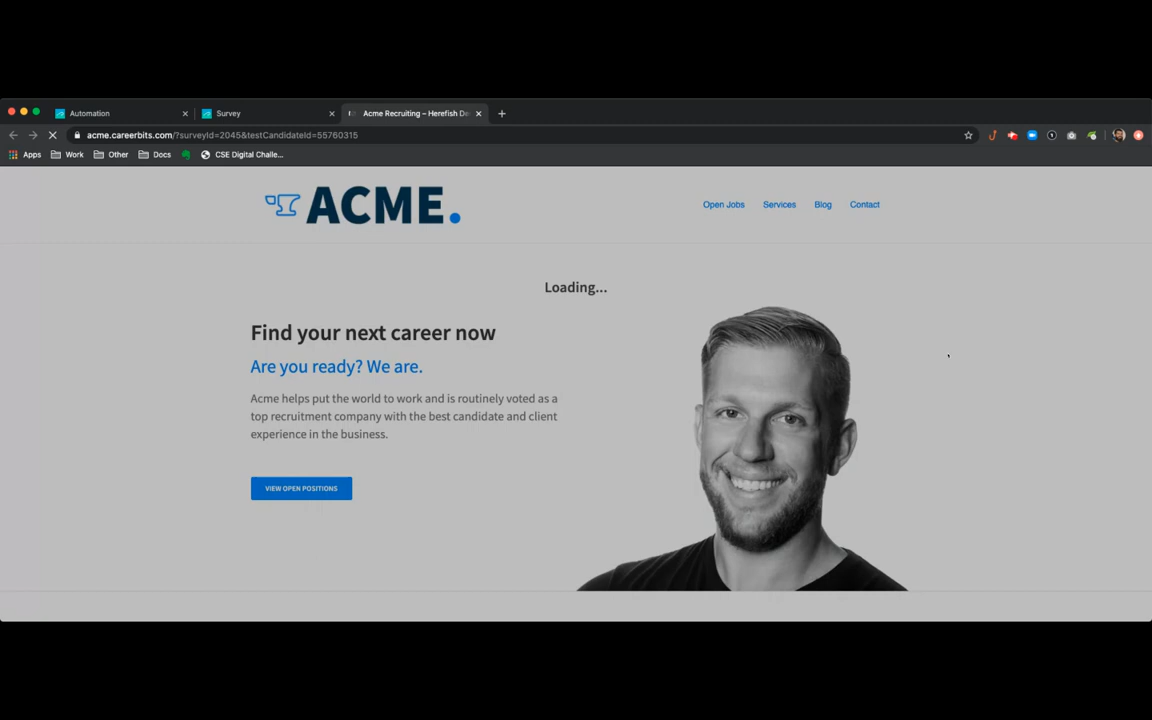 Automation
Survey
Acme Recruiting – Herefish De
acme.careerbits.com/?surveyId=2045&testCandidateId=55760315
Apps
Work
Other
Docs
CSE Digital Challe...
ACME.
Open Jobs
Services
Blog
Contact
Loading...
Find your next career now
Are you ready? We are.
Acme helps put the world to work and is routinely voted as a
top recruitment company with the best candidate and client
experience in the business.
VIEW OPEN POSITIONS